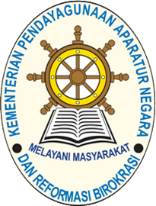 KEMENTERIAN PENDAYAGUNAAN APARATUR NEGARA
MELAYANI MASYARAKAT
DAN REFORMASI BIROKRASI